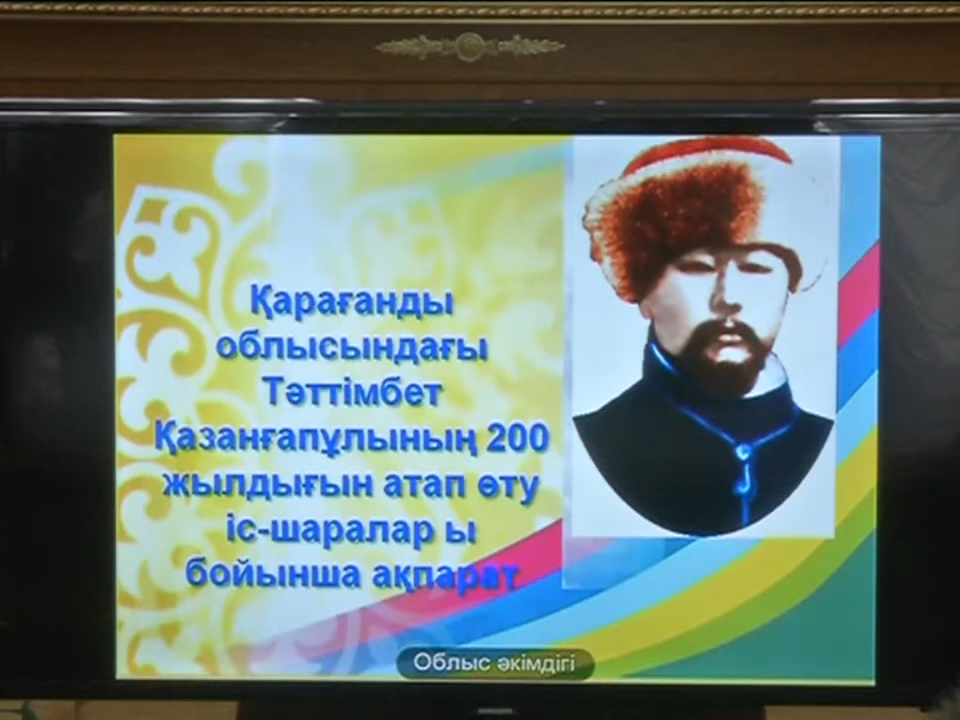 Қарағанды
облысындағы
Тәттімбет
Қазанғапұлының 200
жылдығын атап өту
іс-шаралар ы
бойынша ақпарат
Облыс әкімдігі